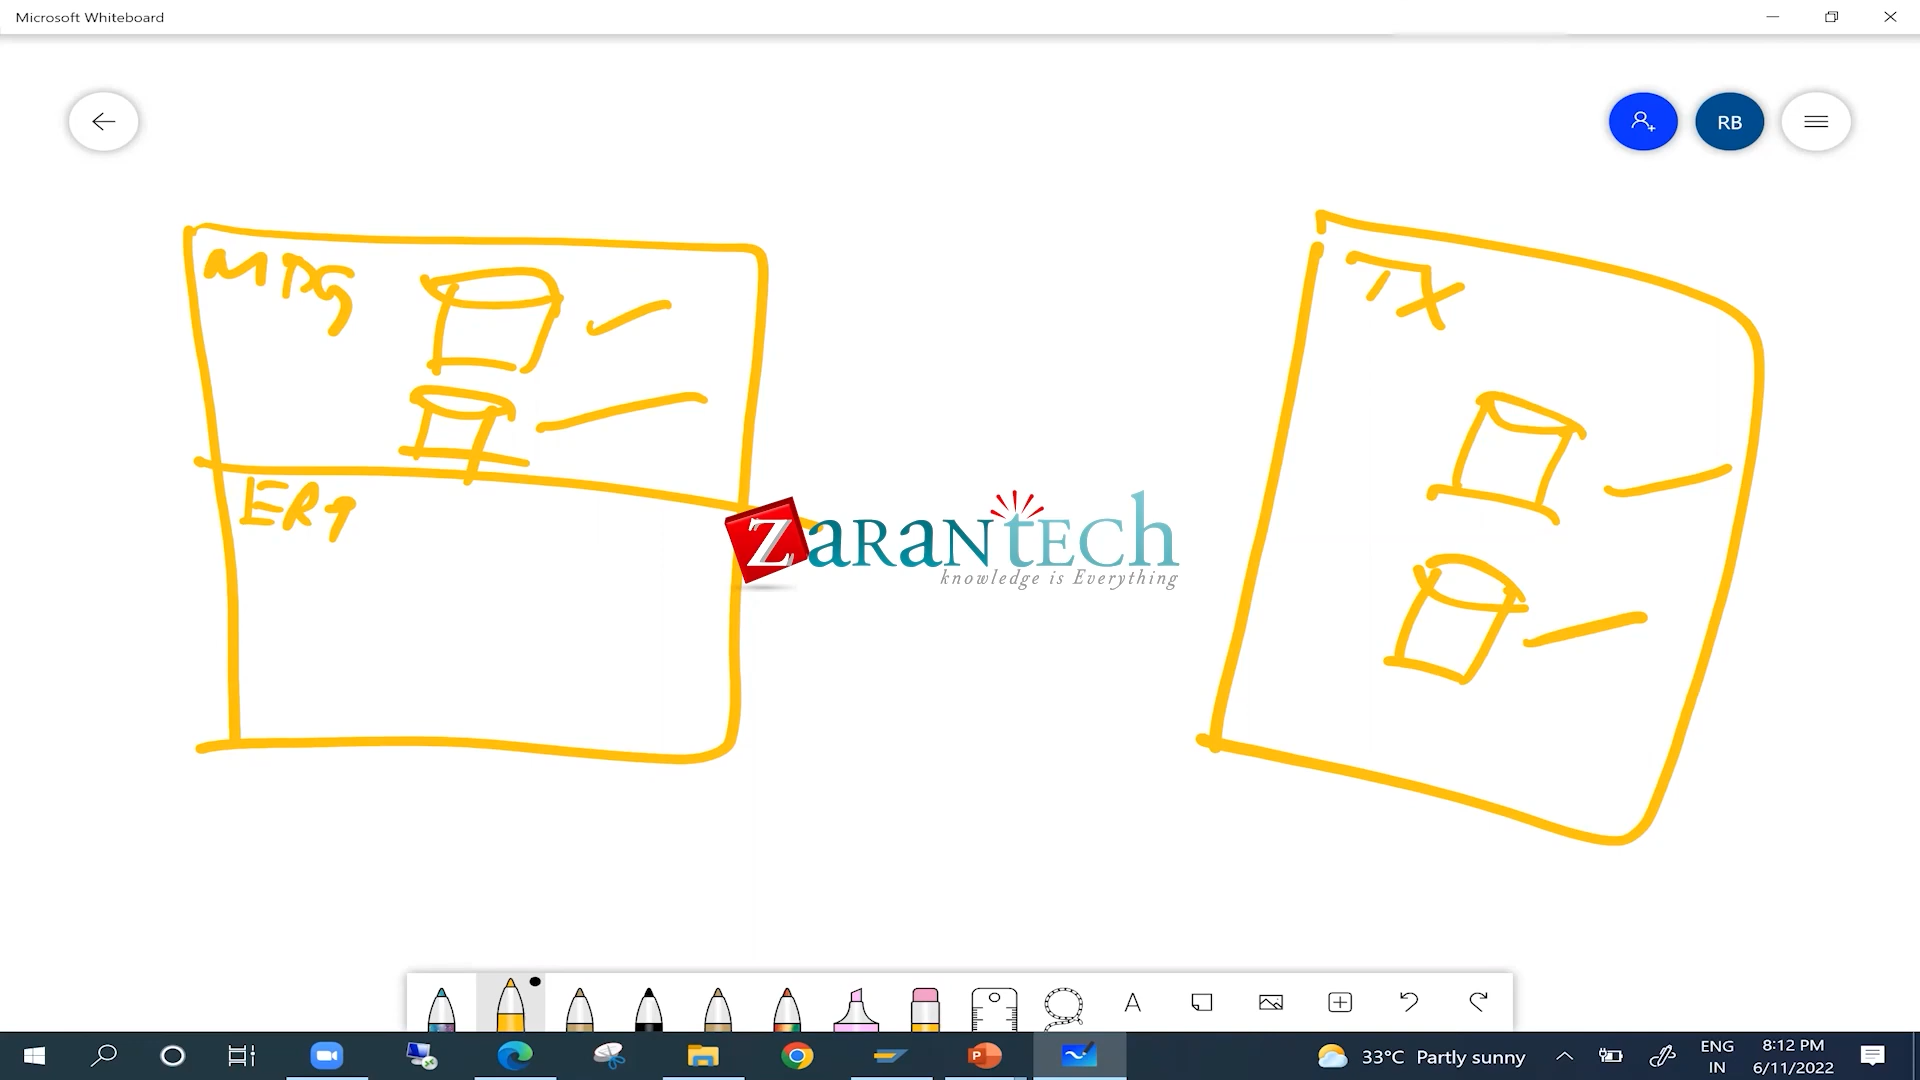 Microsoft Whiteboard
RB
MDG
TX
ERP
ZaranTech
knowledge is Everything
A
33°C Partly sunny
ENG
IN
8:12 PM
6/11/2022